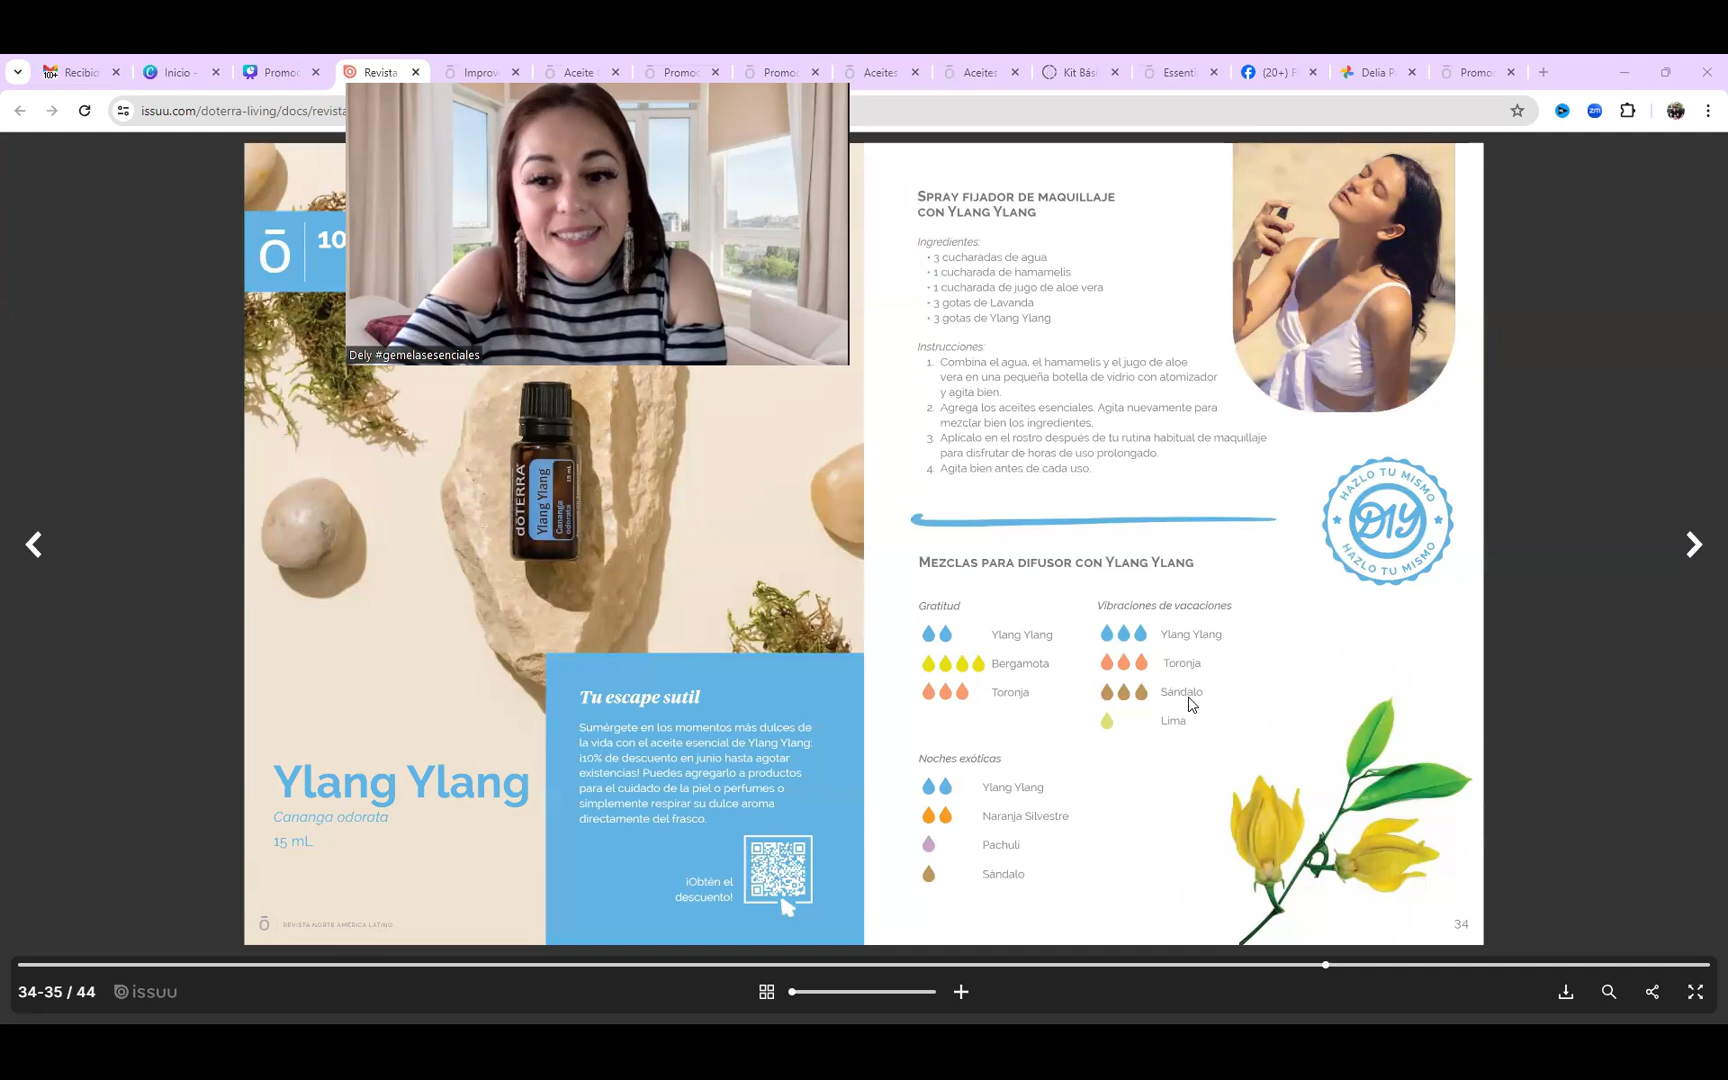 Recibid
Inicio -
Promoc
Revista
Improv
Aceite
Promoc
Promoc
Aceites
Aceites
Kit Bási
Essenti
(20+) F
Delia P
Promo
issuu.com/doterra-living/docs/revista
zm
ō 10
Dely #gemelasesenciales
dōTERRA
Ylang Ylang
Cananga
odorata
15 mL
Ylang Ylang
Cananga odorata
15 mL
Tu escape sutil
Sumérgete en los momentos más dulces de
la vida con el aceite esencial de Ylang Ylang:
¡10% de descuento en junio hasta agotar
existencias! Puedes agregarlo a productos
para el cuidado de la piel o perfumes o
simplemente respirar su dulce aroma
directamente del frasco.
¡Obtén el
descuento!
ō REVISTA NORTE AMÉRICA LATINO
SPRAY FIJADOR DE MAQUILLAJE
CON YLANG YLANG
Ingredientes:
• 3 cucharadas de agua
• 1 cucharada de hamamelis
• 1 cucharada de jugo de aloe vera
• 3 gotas de Lavanda
• 3 gotas de Ylang Ylang
Instrucciones:
1. Combina el agua, el hamamelis y el jugo de aloe
vera en una pequeña botella de vidrio con atomizador
y agita bien.
2. Agrega los aceites esenciales. Agita nuevamente para
mezclar bien los ingredientes.
3. Aplícalo en el rostro después de tu rutina habitual de maquillaje
para disfrutar de horas de uso prolongado.
4. Agita bien antes de cada uso.
HAZLO TU MISMO
DIY
HAZLO TU MISMO
MEZCLAS PARA DIFUSOR CON YLANG YLANG
Gratitud
Ylang Ylang
Bergamota
Toronja
Vibraciones de vacaciones
Ylang Ylang
Toronja
Sándalo
Lima
Noches exóticas
Ylang Ylang
Naranja Silvestre
Pachulí
Sándalo
34
34-35 / 44
issuu